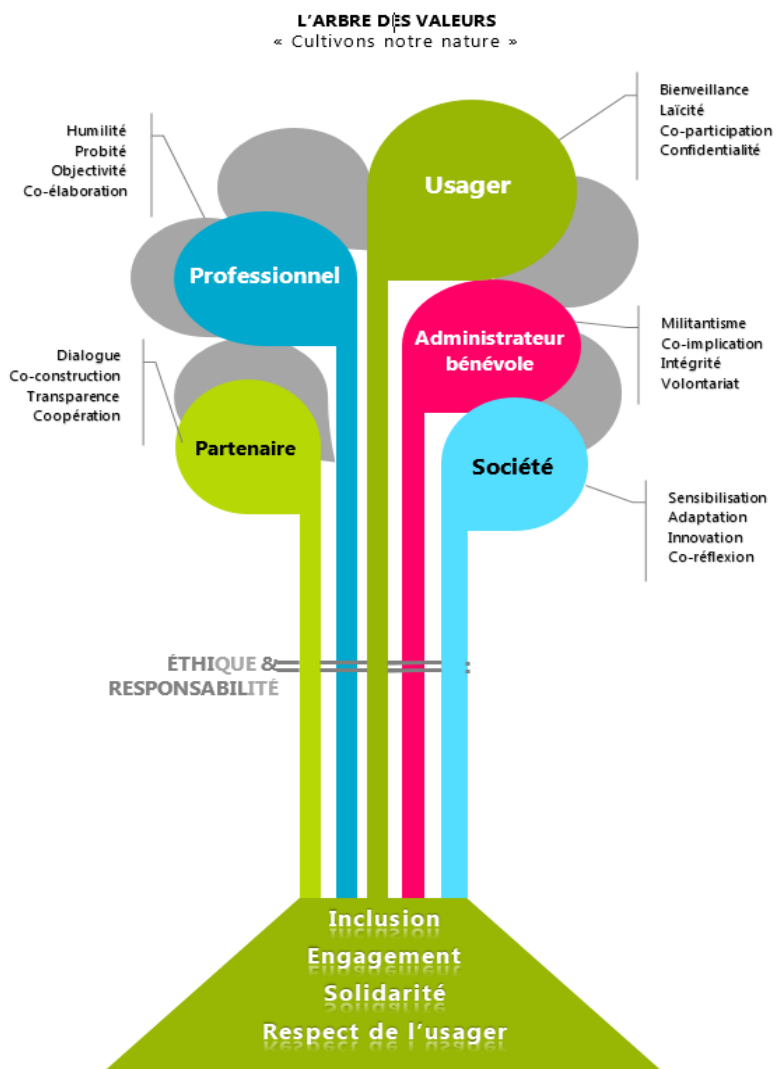 L'ARBRE DES VALEURS
« Cultivons notre nature »
Bienveillance
Laïcité
Co-participation
Confidentialité
Humilité
Probité
Objectivité
Co-élaboration
Usager
Professionnel
Administrateur
bénévole
Militantisme
Co-implication
Intégrité
Volontariat
Dialogue
Co-construction
Transparence
Coopération
Partenaire
Société
Sensibilisation
Adaptation
Innovation
Co-réflexion
ÉTHIQUE &
RESPONSABILITÉ
Inclusion
Engagement
Solidarité
Respect de l'usager